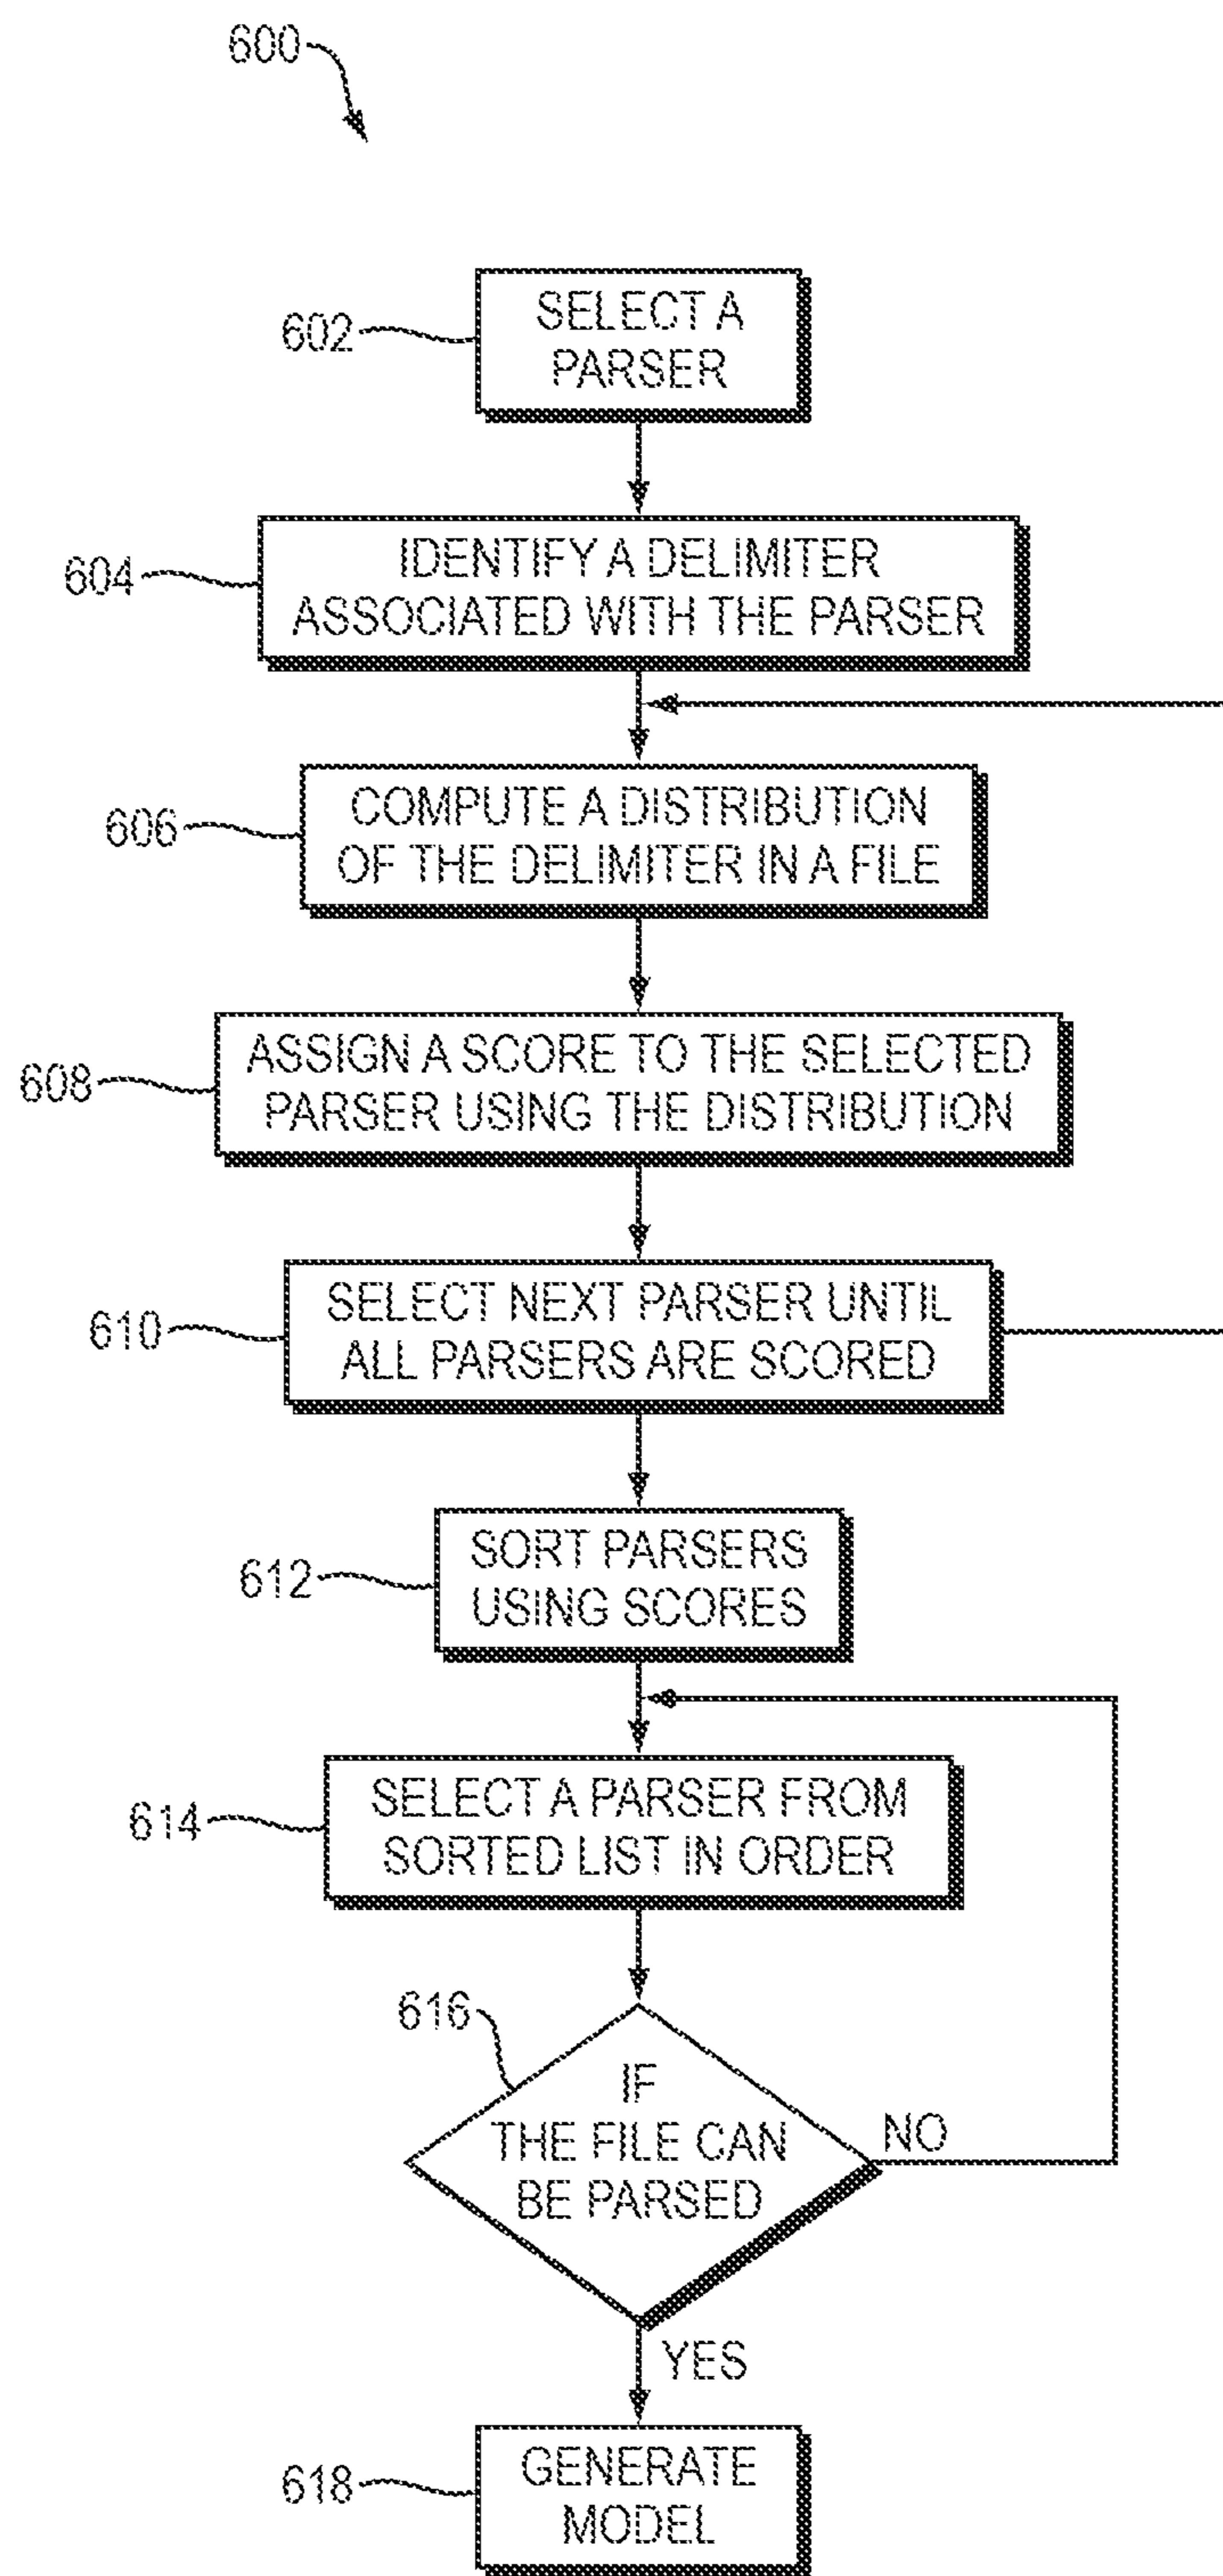 600
602
SELECT A
PARSER
604
IDENTIFY A DELIMITER
ASSOCIATED WITH THE PARSER
606
COMPUTE A DISTRIBUTION
OF THE DELIMITER IN A FILE
608
ASSIGN A SCORE TO THE SELECTED
PARSER USING THE DISTRIBUTION
610
SELECT NEXT PARSER UNTIL
ALL PARSERS ARE SCORED
612
SORT PARSERS
USING SCORES
614
SELECT A PARSER FROM
SORTED LIST IN ORDER
616
IF
THE FILE CAN
BE PARSED
NO
YES
618
GENERATE
MODEL